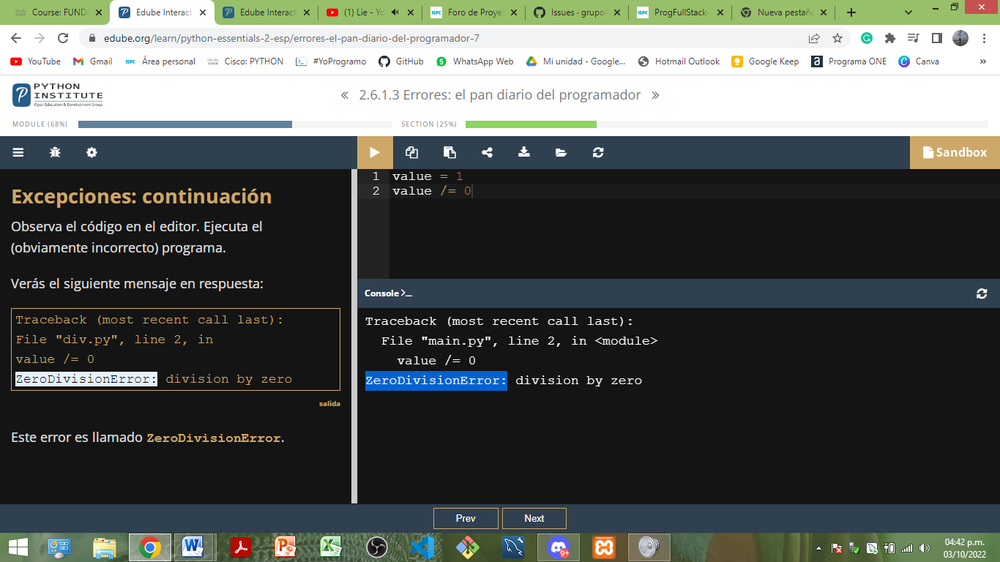 Course: FUNDA
Edube Interact
Edube Interact
(1) Lie - Yo
Foro de Proye
Issues · grupo
ProgFullStack-
Nueva pestaña
edube.org/learn/python-essentials-2-esp/errores-el-pan-diario-del-programador-7
YouTube
Gmail
Área personal
Cisco: PYTHON
#YoProgramo
GitHub
WhatsApp Web
Mi unidad - Google...
Hotmail Outlook
Google Keep
Programa ONE
Canva
»
PYTHON
INSTITUTE
Open Education & Development Group
« 2.6.1.3 Errores: el pan diario del programador »
MODULE (68%)
SECTION (25%)
Sandbox
Excepciones: continuación
Observa el código en el editor. Ejecuta el
(obviamente incorrecto) programa.
Verás el siguiente mensaje en respuesta:
Traceback (most recent call last):
File "div.py", line 2, in
value /= 0
ZeroDivisionError: division by zero
salida
Este error es llamado ZeroDivisionError.
1 value = 1
2 value /= 0
Console >_
Traceback (most recent call last):
File "main.py", line 2, in <module>
value /= 0
ZeroDivisionError: division by zero
Prev
Next
9+
04:42 p.m.
03/10/2022